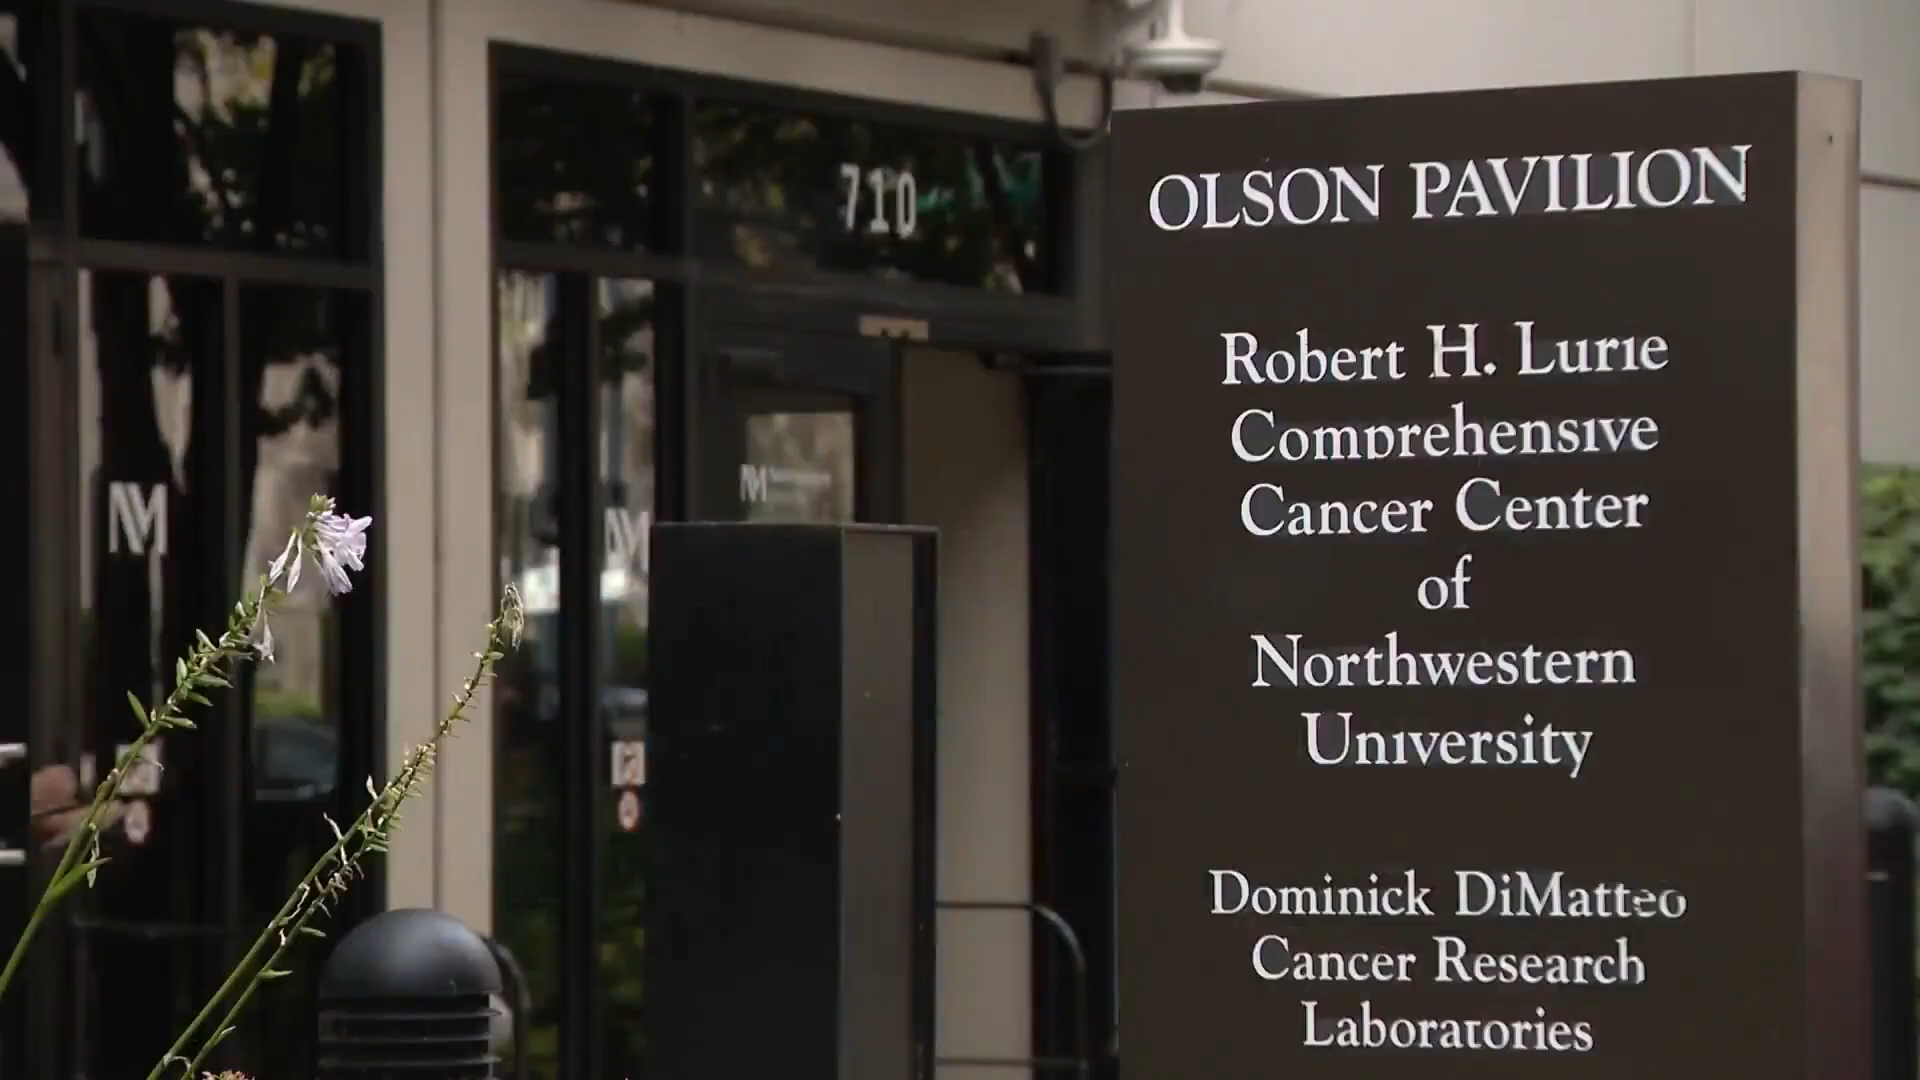 710
OLSON PAVILION
Robert H. Lurie
Comprehensive
Cancer Center
of
Northwestern
University
Dominick DiMatteo
Cancer Research
Laboratories